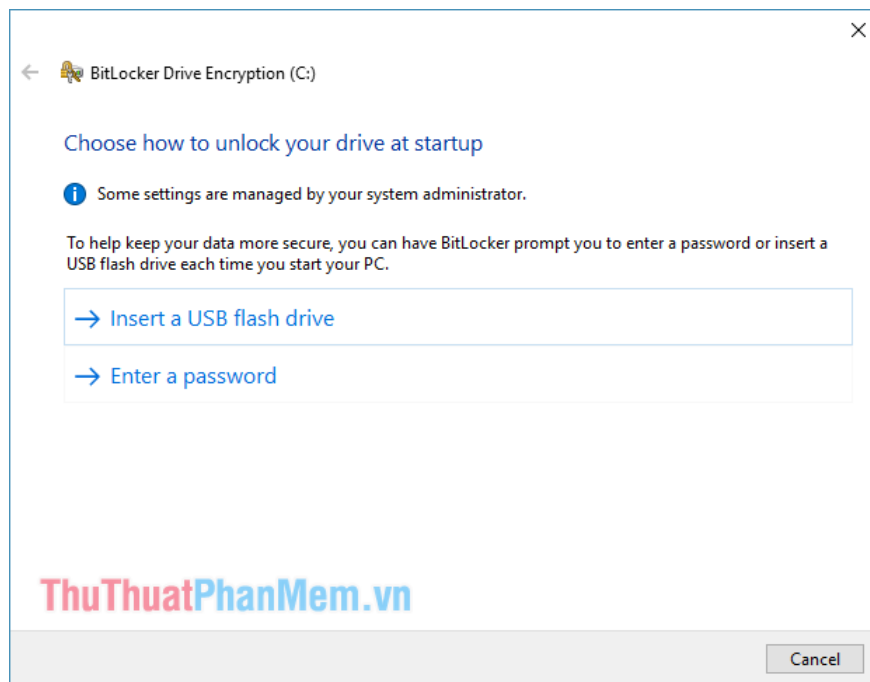 BitLocker Drive Encryption (C:)
Choose how to unlock your drive at startup
Some settings are managed by your system administrator.
To help keep your data more secure, you can have BitLocker prompt you to enter a password or insert a
USB flash drive each time you start your PC.
Insert a USB flash drive
Enter a password
ThuThuatPhanMem.vn
Cancel